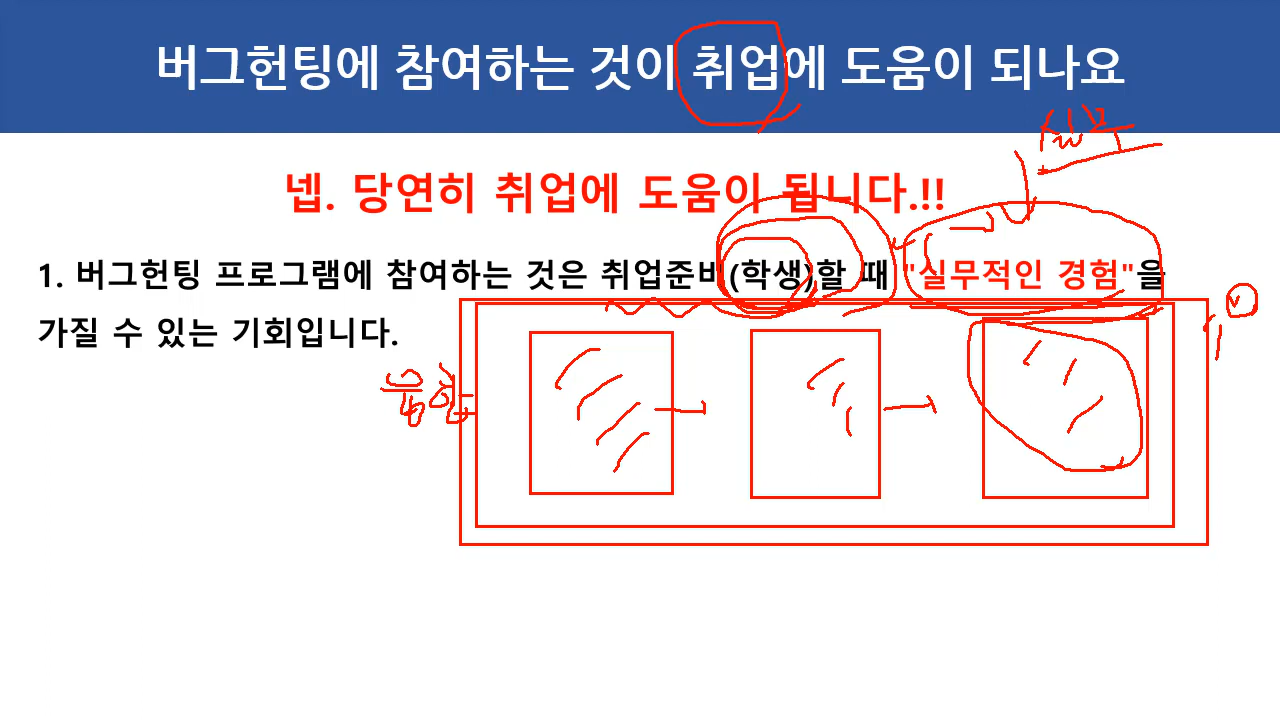 버그헌팅에 참여하는 것이 취업에 도움이 되나요
실무
넵. 당연히 취업에 도움이 됩니다.!!
1. 버그헌팅 프로그램에 참여하는 것은 취업준비(학생)할 때 "실무적인 경험"을
가질 수 있는 기회입니다.